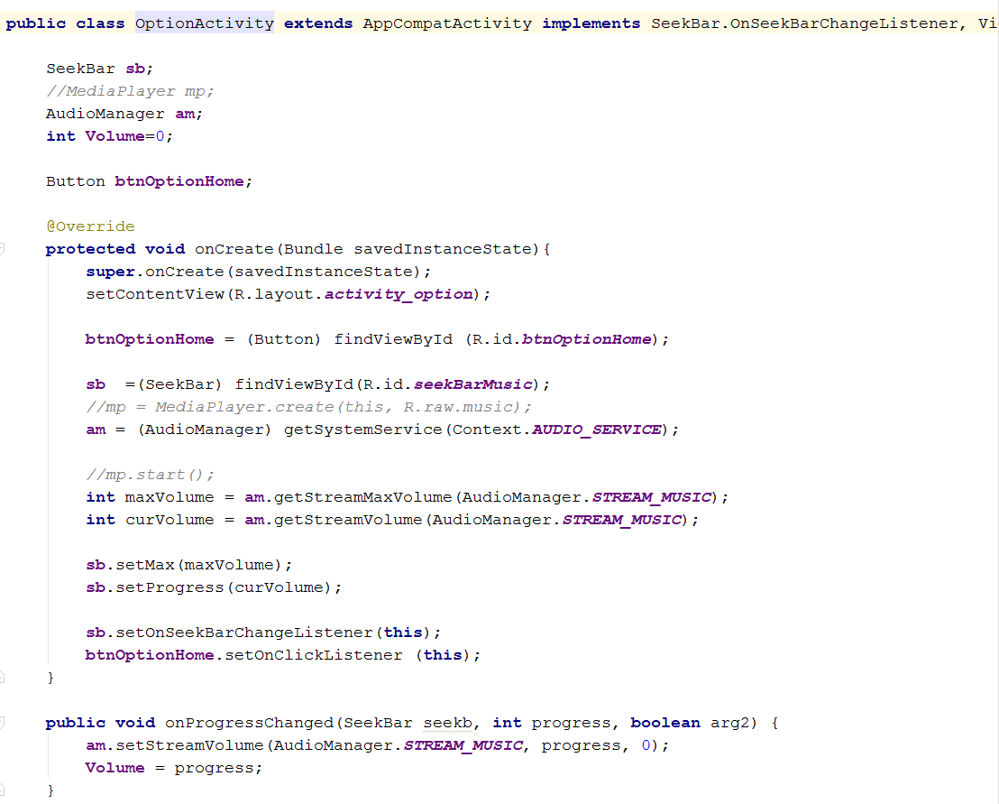 public class OptionActivity extends AppCompatActivity implements SeekBar.OnSeekBarChangeListener, Vi
SeekBar sb;
//MediaPlayer mp;
AudioManager am;
int Volume=0;
Button btnOptionHome;
@Override
protected void onCreate(Bundle savedInstanceState){
super.onCreate(savedInstanceState);
setContentView(R.layout.activity_option);
btnOptionHome = (Button) findViewById (R.id.btnOptionHome);
sb  =(SeekBar) findViewById(R.id.seekBarMusic);
//mp = MediaPlayer.create(this, R.raw.music);
am = (AudioManager) getSystemService(Context.AUDIO_SERVICE);
//mp.start();
int maxVolume = am.getStreamMaxVolume(AudioManager.STREAM_MUSIC);
int curVolume = am.getStreamVolume(AudioManager.STREAM_MUSIC);
sb.setMax(maxVolume);
sb.setProgress(curVolume);
sb.setOnSeekBarChangeListener(this);
btnOptionHome.setOnClickListener (this);
}
public void onProgressChanged(SeekBar seekb, int progress, boolean arg2) {
am.setStreamVolume(AudioManager.STREAM_MUSIC, progress, 0);
Volume = progress;
}